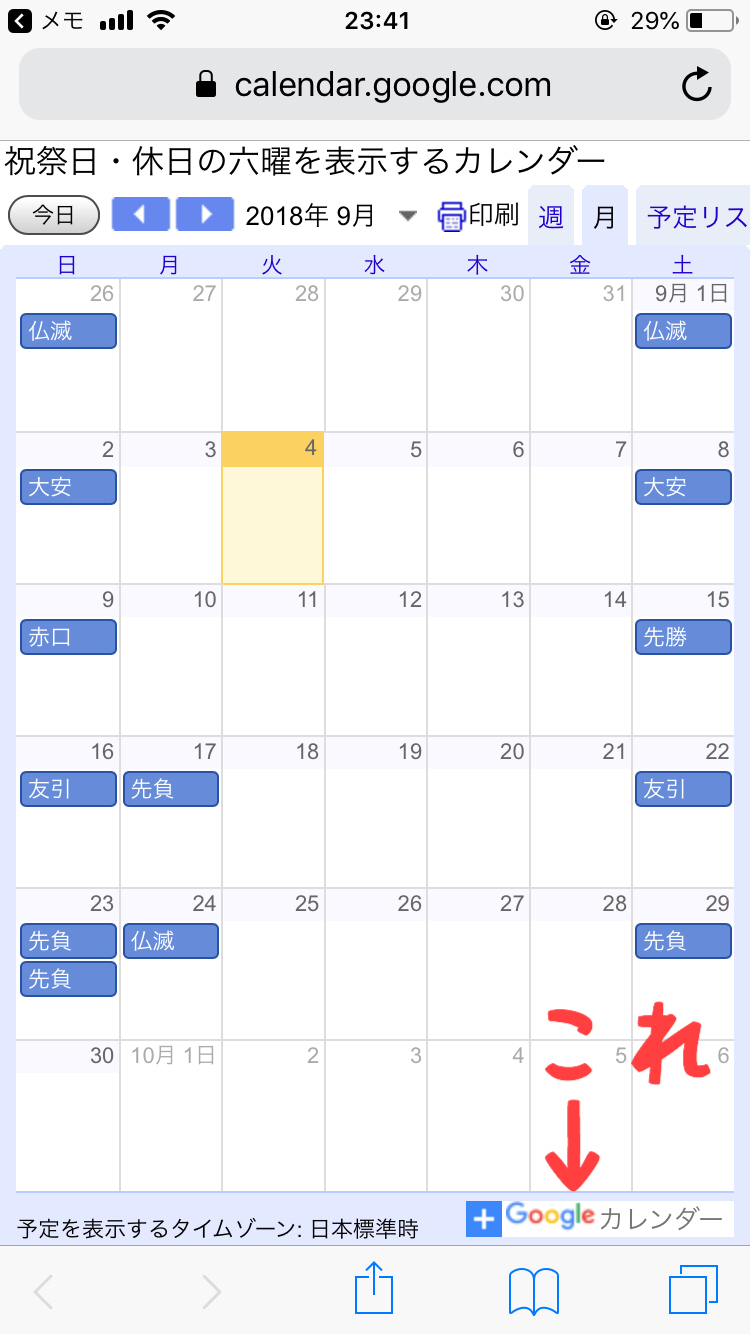 メモ 23:41 29%
calendar.google.com
祝祭日・休日の六曜を表示するカレンダー
今日 2018年 9月 印刷 週 月 予定リス
日 月 火 水 木 金 土
26 27 28 29 30 31 9月 1日
仏滅 仏滅
2 3 4 5 6 7 8
大安 大安
9 10 11 12 13 14 15
赤口 先勝
16 17 18 19 20 21 22
友引 先負 友引
23 24 25 26 27 28 29
先負 仏滅 先負
先負
これ
30 10月 1日 2 3 4 5 6
予定を表示するタイムゾーン: 日本標準時 Google カレンダー